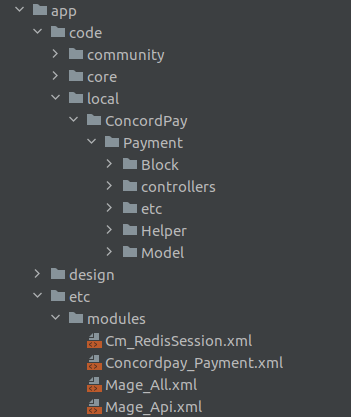 app
code
community
core
local
ConcordPay
Payment
Block
controllers
etc
Helper
Model
design
etc
modules
Cm_RedisSession.xml
Concordpay_Payment.xml
Mage_All.xml
Mage_Api.xml